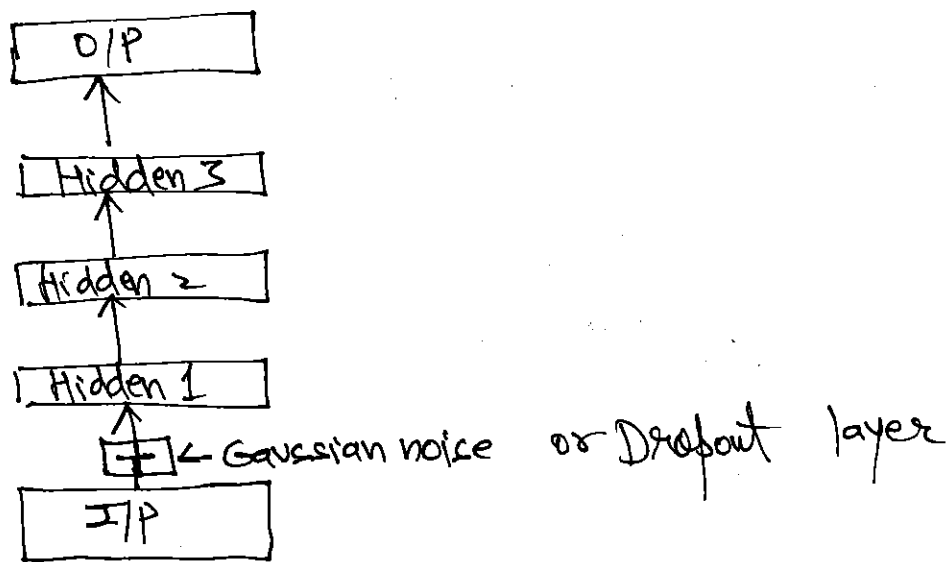 O/P
Hidden 3
Hidden 2
Hidden 1
+ ← Gaussian noise or Dropout layer
I/P